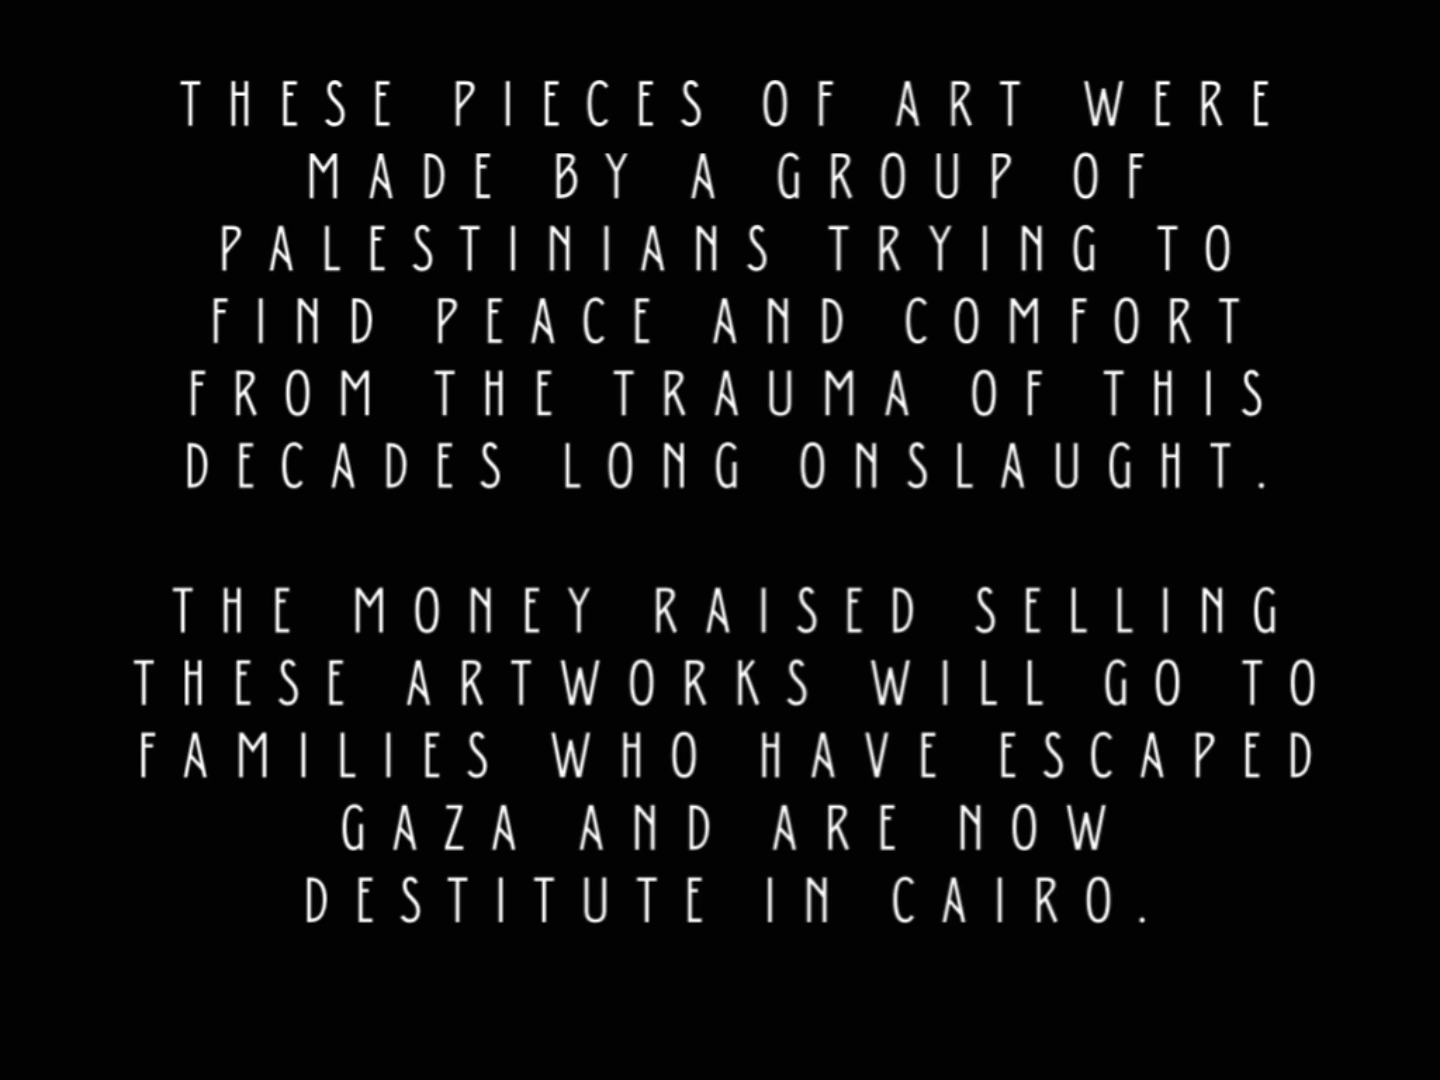 THESE PIECES OF ART WERE
MADE BY A GROUP OF
PALESTINIANS TRYING TO
FIND PEACE AND COMFORT
FROM THE TRAUMA OF THIS
DECADES LONG ONSLAUGHT.
THE MONEY RAISED SELLING
THESE ARTWORKS WILL GO TO
FAMILIES WHO HAVE ESCAPED
GAZA AND ARE NOW
DESTITUTE IN CAIRO.